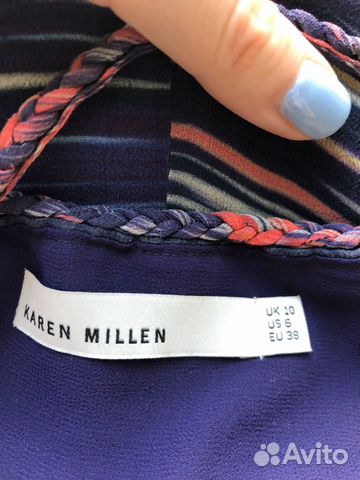 KAREN MILLEN
UK 10
US 6
EU 38
Avito